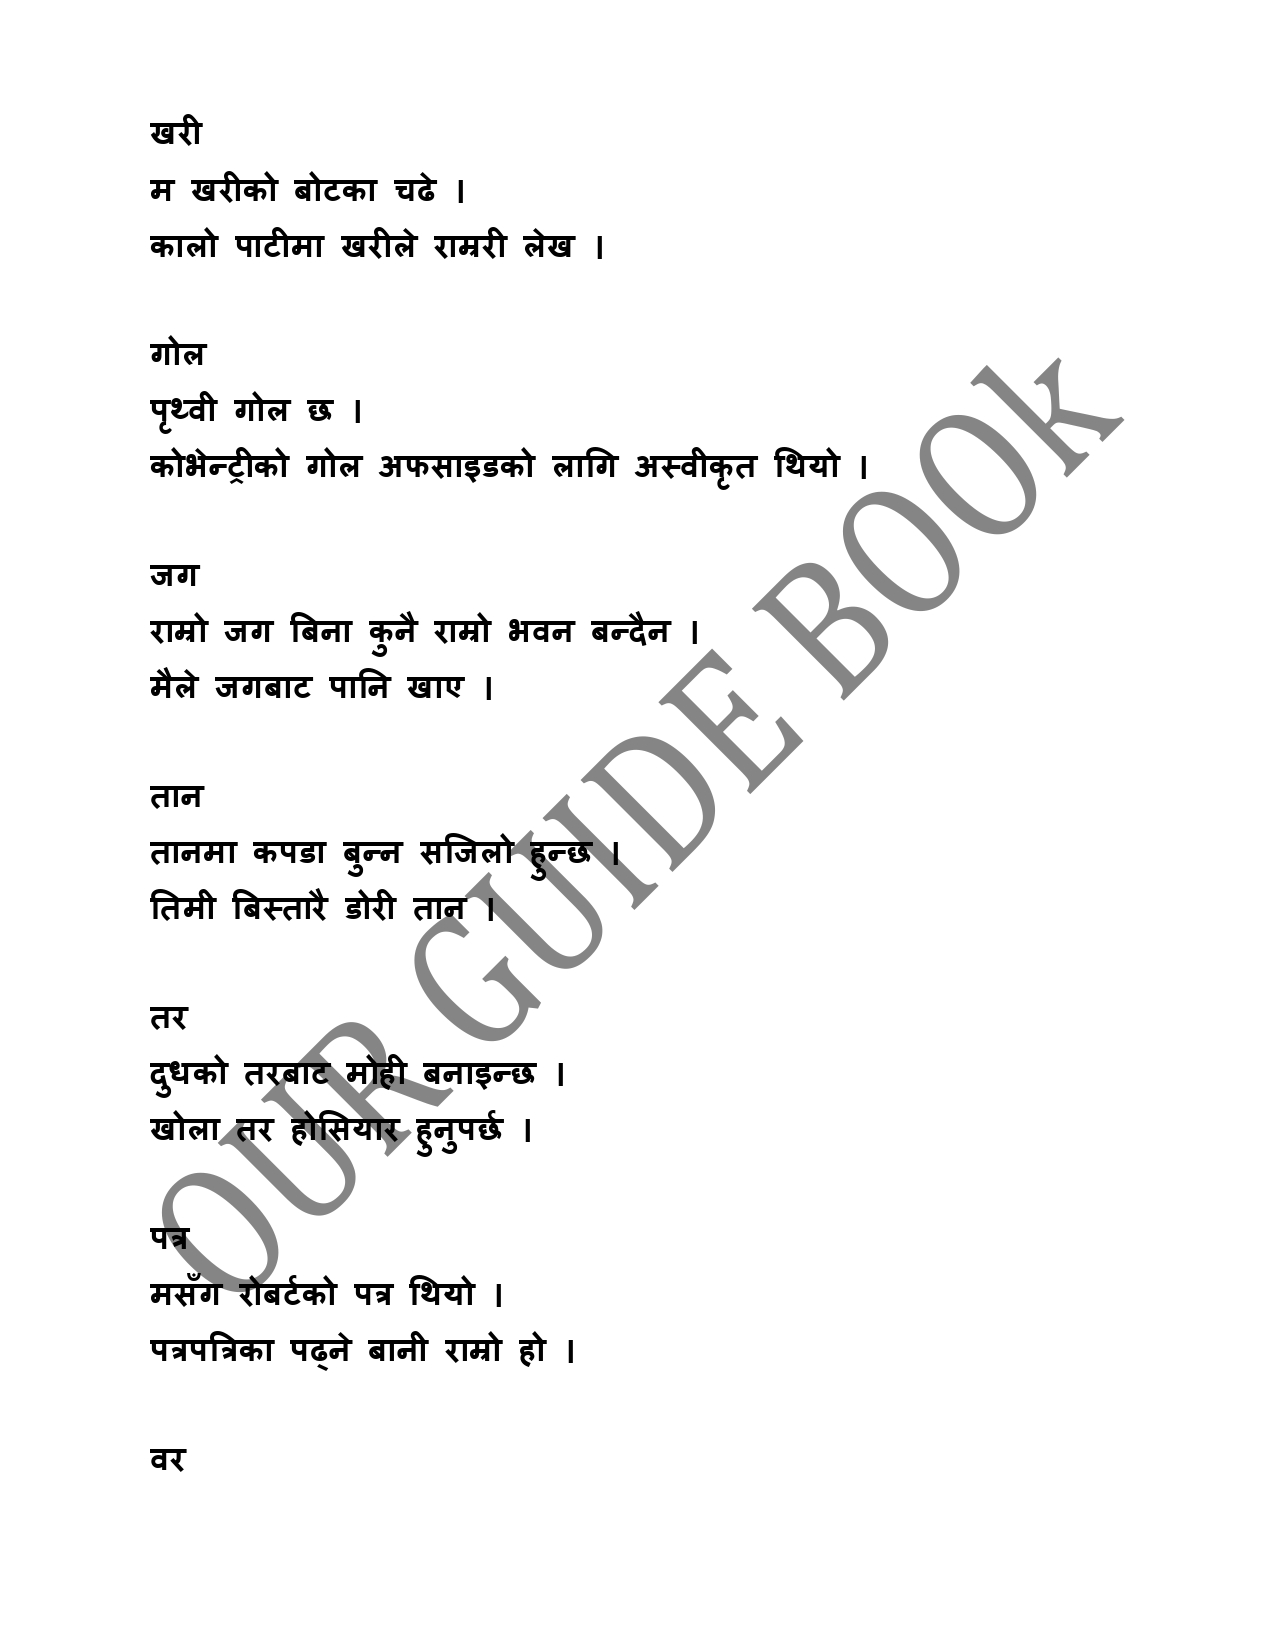 खरी
म खरीको बोटका चढे ।
कालो पाटीमा खरीले राम्ररी लेख ।
गोल
पृथ्वी गोल छ ।
कोभेन्ट्रीको गोल अफसाइडको लागि अस्वीकृत थियो ।
जग
राम्रो जग बिना कुनै राम्रो भवन बन्दैन ।
मैले जगबाट पानि खाए ।
तान
तानमा कपडा बुन्न सजिलो हुन्छ ।
तिमी बिस्तारै डोरी तान ।
तर
दुधको तरबाट मोही बनाइन्छ ।
खोला तर होसियार हुनुपर्छ ।
पत्र
मसँग रोबर्टको पत्र थियो ।
पत्रपत्रिका पढ्ने बानी राम्रो हो ।
वर
OUR GUIDE BOOk